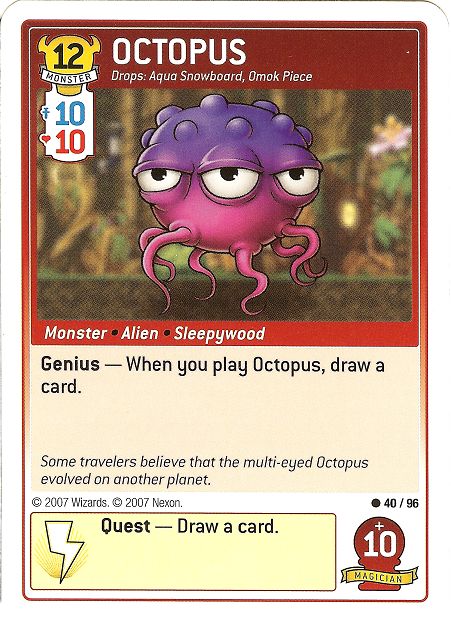 12
OCTOPUS
MONSTER
Drops: Aqua Snowboard, Omok Piece
10
10
Monster • Alien • Sleepywood
Genius — When you play Octopus, draw a
card.
Some travelers believe that the multi-eyed Octopus
evolved on another planet.
© 2007 Wizards. © 2007 Nexon.
● 40 / 96
Quest — Draw a card.
+
10
MAGICIAN